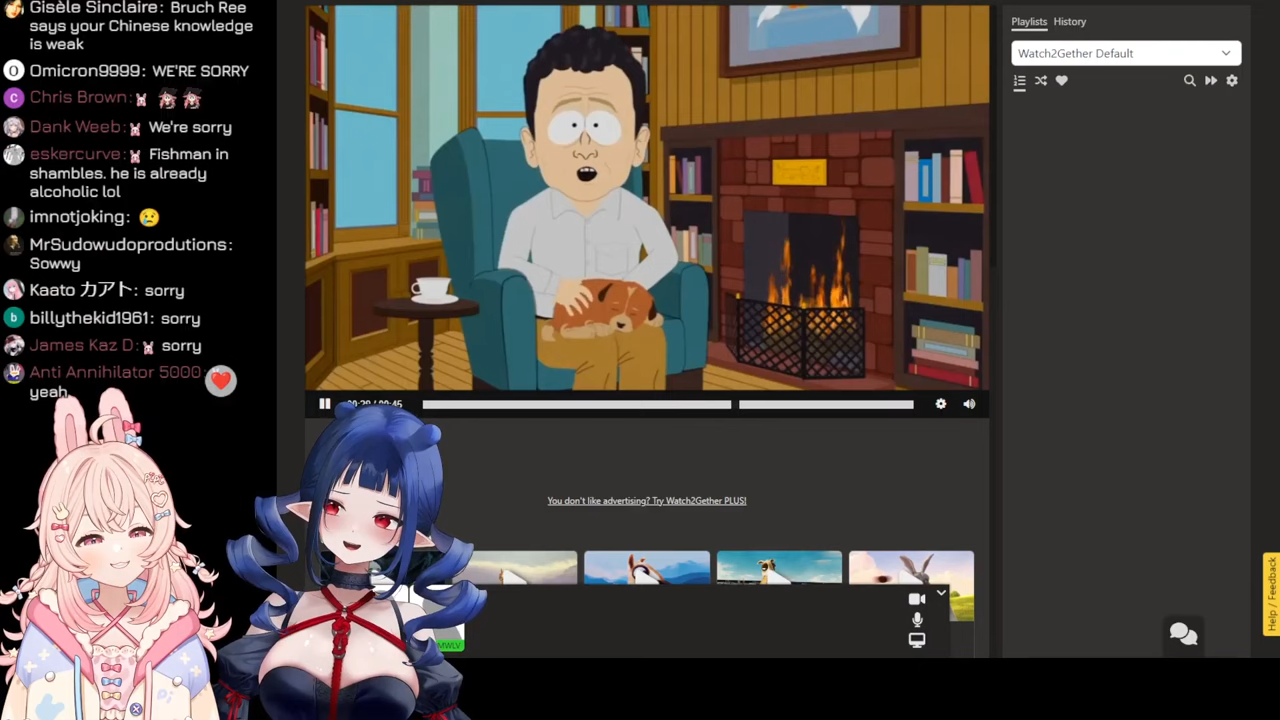 Gisèle Sinclaire: Bruch Ree
says your Chinese knowledge
is weak
Omicron9999: WE'RE SORRY
Chris Brown:
Dank Weeb: We're sorry
eskercurve: Fishman in
shambles. he is already
alcoholic lol
imnotjoking:
MrSudowudoprodutions:
Sowwy
Kaato カアト: sorry
billythekid1961: sorry
James Kaz D: sorry
Anti Annihilator 5000:
yeah
Playlists History
Watch2Gether Default
You don't like advertising? Try Watch2Gether PLUS!
MWLV
Help / Feedback